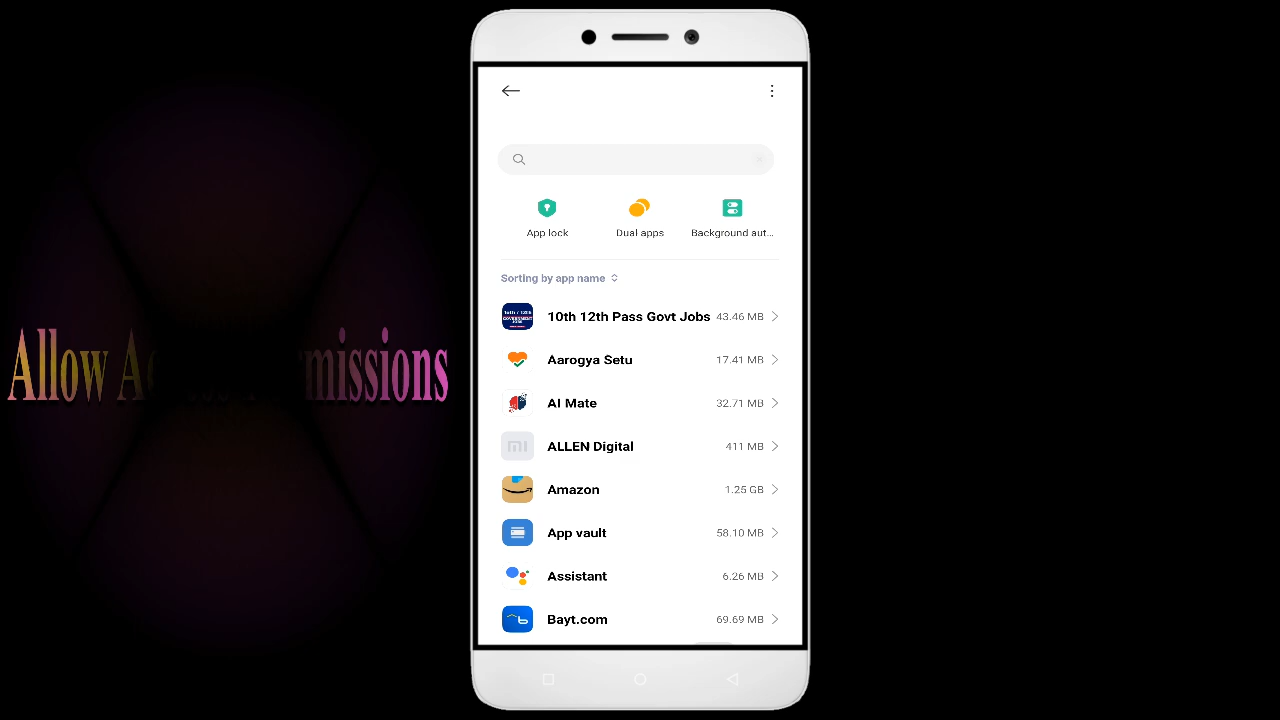 App lock
Dual apps
Background aut...
Sorting by app name
10th 12th Pass Govt Jobs 43.46 MB
Aarogya Setu 17.41 MB
AI Mate 32.71 MB
ALLEN Digital 411 MB
Amazon 1.25 GB
App vault 58.10 MB
Assistant 6.26 MB
Bayt.com 69.69 MB
Allow